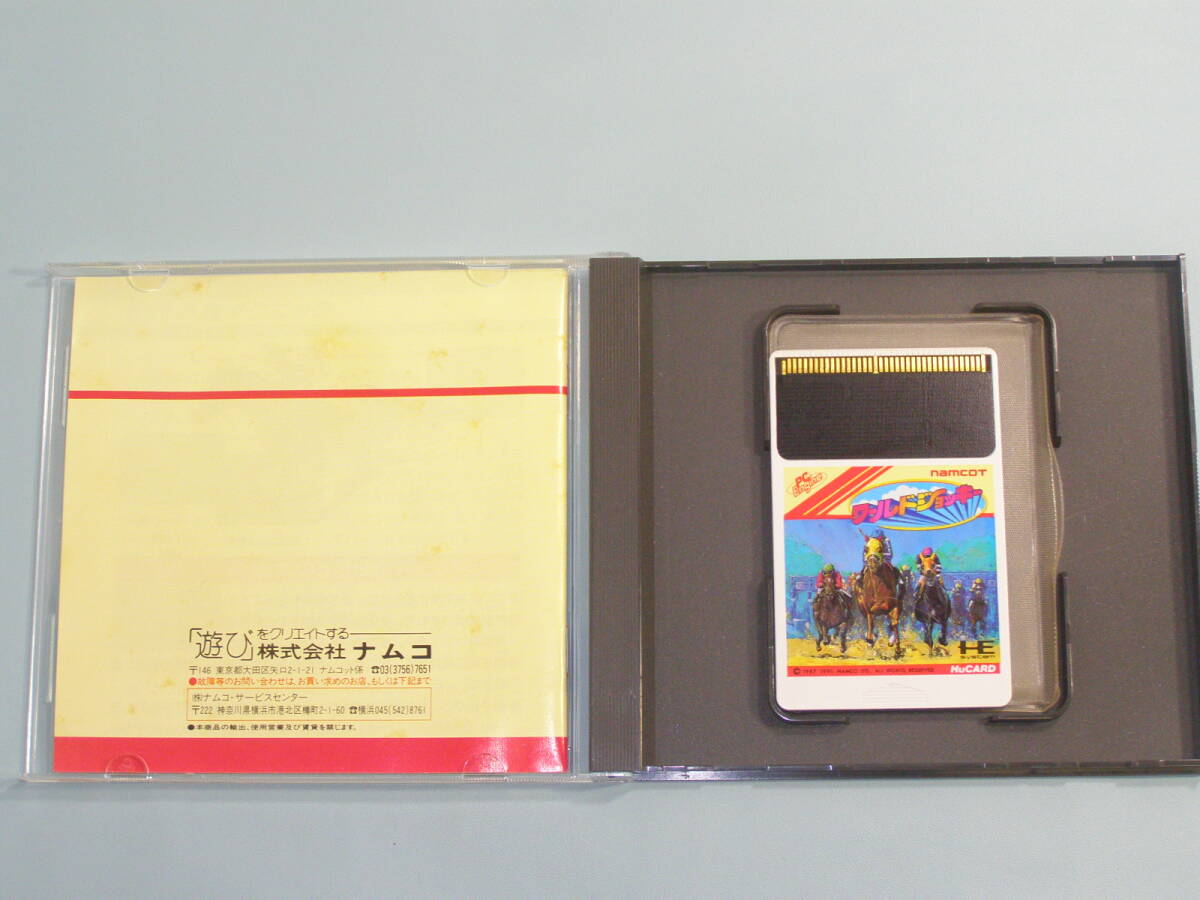 「遊び」をクリエイトする
株式会社 ナムコ
〒146 東京都大田区矢口2-1-21 ナムコット係 ☎03(3756)7651
●故障等のお問い合わせは、お買い求めのお店、もしくは下記まで
㈱ナムコ・サービスセンター
〒222 神奈川県横浜市港北区樽町2-1-60 ☎横浜045(542)8761
●本商品の輸出、使用営業及び賃貸を禁じます。
PC Engine
namcoT
ワールドジョッキー
HE
system
© 1987 1991 NAMCO LTD., ALL RIGHTS RESERVED
HuCARD